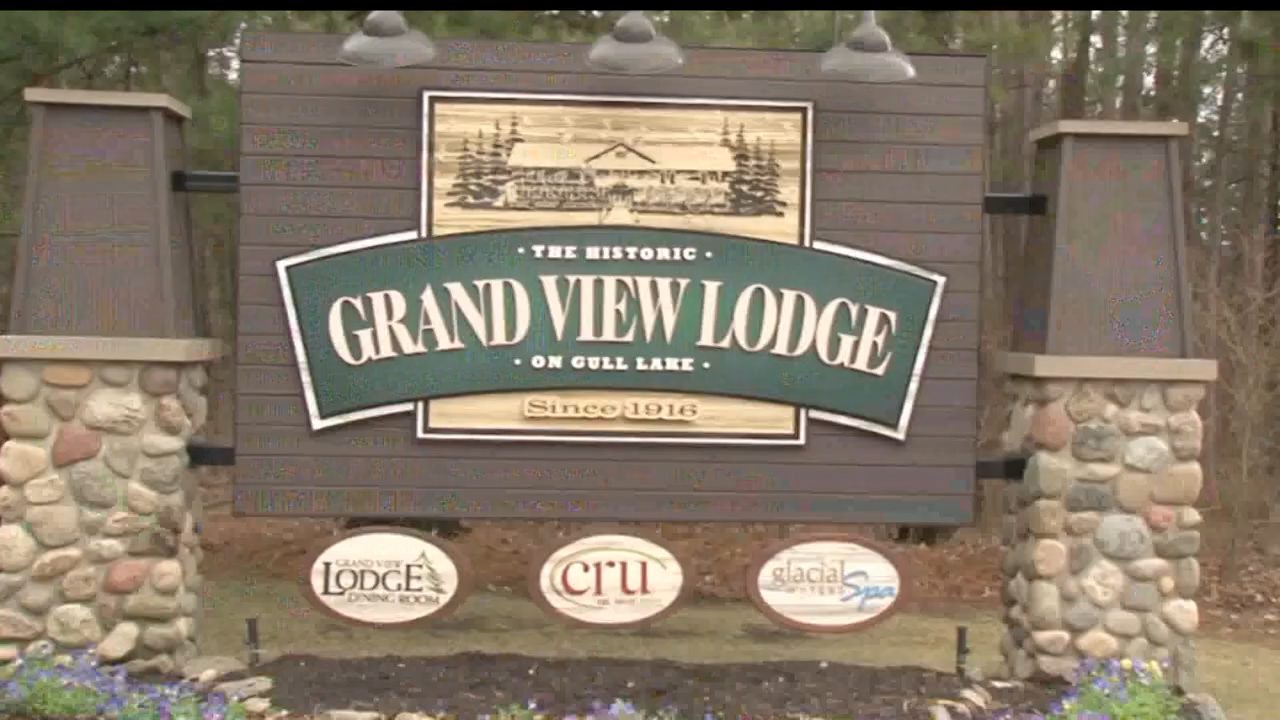 · THE HISTORIC ·
GRAND VIEW LODGE
· ON GULL LAKE ·
Since 1916
GRAND VIEW
LODGE
DINING ROOM
cru
glacial
Spa